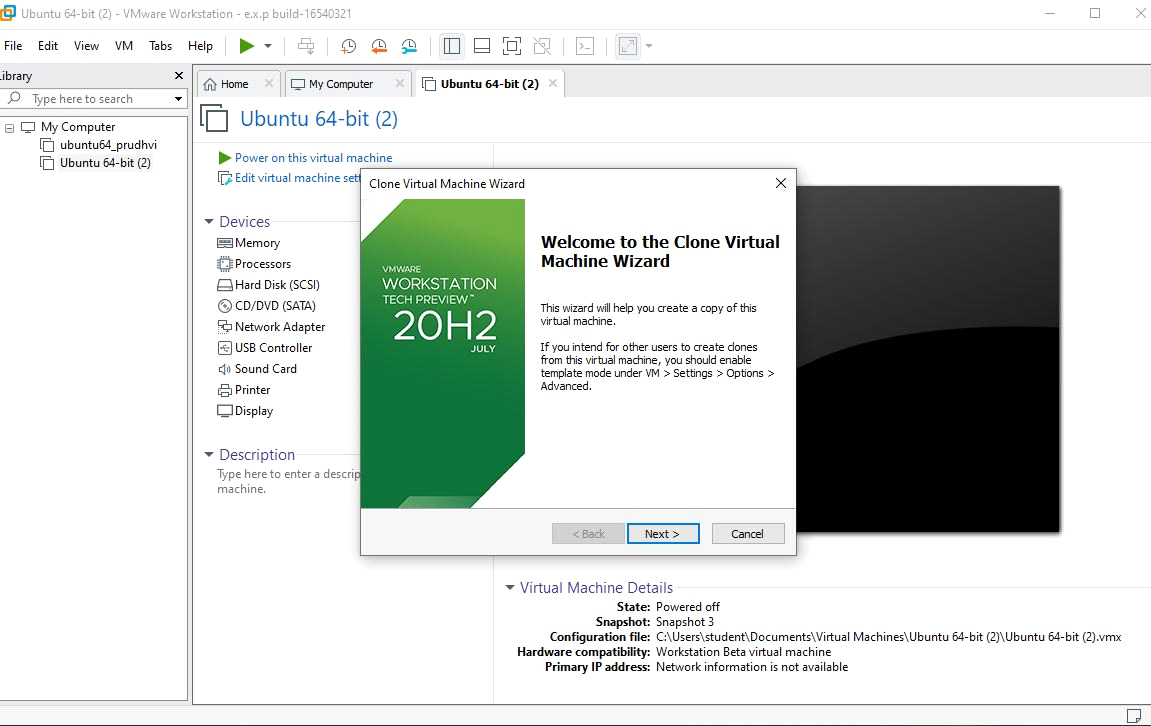 Ubuntu 64-bit (2) - VMware Workstation - e.x.p build-16540321
File Edit View VM Tabs Help
Library
Type here to search
My Computer
ubuntu64_prudhvi
Ubuntu 64-bit (2)
Home
My Computer
Ubuntu 64-bit (2)
Ubuntu 64-bit (2)
Power on this virtual machine
Edit virtual machine sett
Devices
Memory
Processors
Hard Disk (SCSI)
CD/DVD (SATA)
Network Adapter
USB Controller
Sound Card
Printer
Display
Description
Type here to enter a descrip
machine.
Clone Virtual Machine Wizard
VMWARE
WORKSTATION
TECH PREVIEW™
20H2
JULY
Welcome to the Clone Virtual
Machine Wizard
This wizard will help you create a copy of this
virtual machine.
If you intend for other users to create clones
from this virtual machine, you should enable
template mode under VM > Settings > Options >
Advanced.
< Back
Next >
Cancel
Virtual Machine Details
State: Powered off
Snapshot: Snapshot 3
Configuration file: C:\Users\student\Documents\Virtual Machines\Ubuntu 64-bit (2)\Ubuntu 64-bit (2).vmx
Hardware compatibility: Workstation Beta virtual machine
Primary IP address: Network information is not available